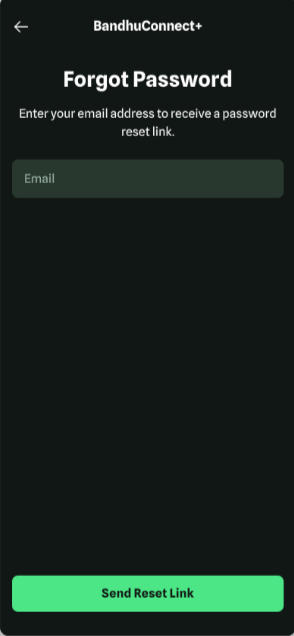 BandhuConnect+
Forgot Password
Enter your email address to receive a password
reset link.
Email
Send Reset Link